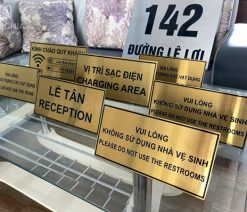 142
ĐƯỜNG LÊ LỢI
KÍNH CHÀO QUÝ KHÁCH
VỊ TRÍ SẠC ĐIỆN
CHARGING AREA
VUI LÒNG
LỄ TÂN
RECEPTION
VUI LÒNG
KHÔNG SỬ DỤNG NHÀ VỆ SINH
PLEASE DO NOT USE THE RESTROOMS
VUI LÒNG
KHÔNG SỬ DỤNG NHÀ VỆ SINH
PLEASE DO NOT USE THE RESTROOMS